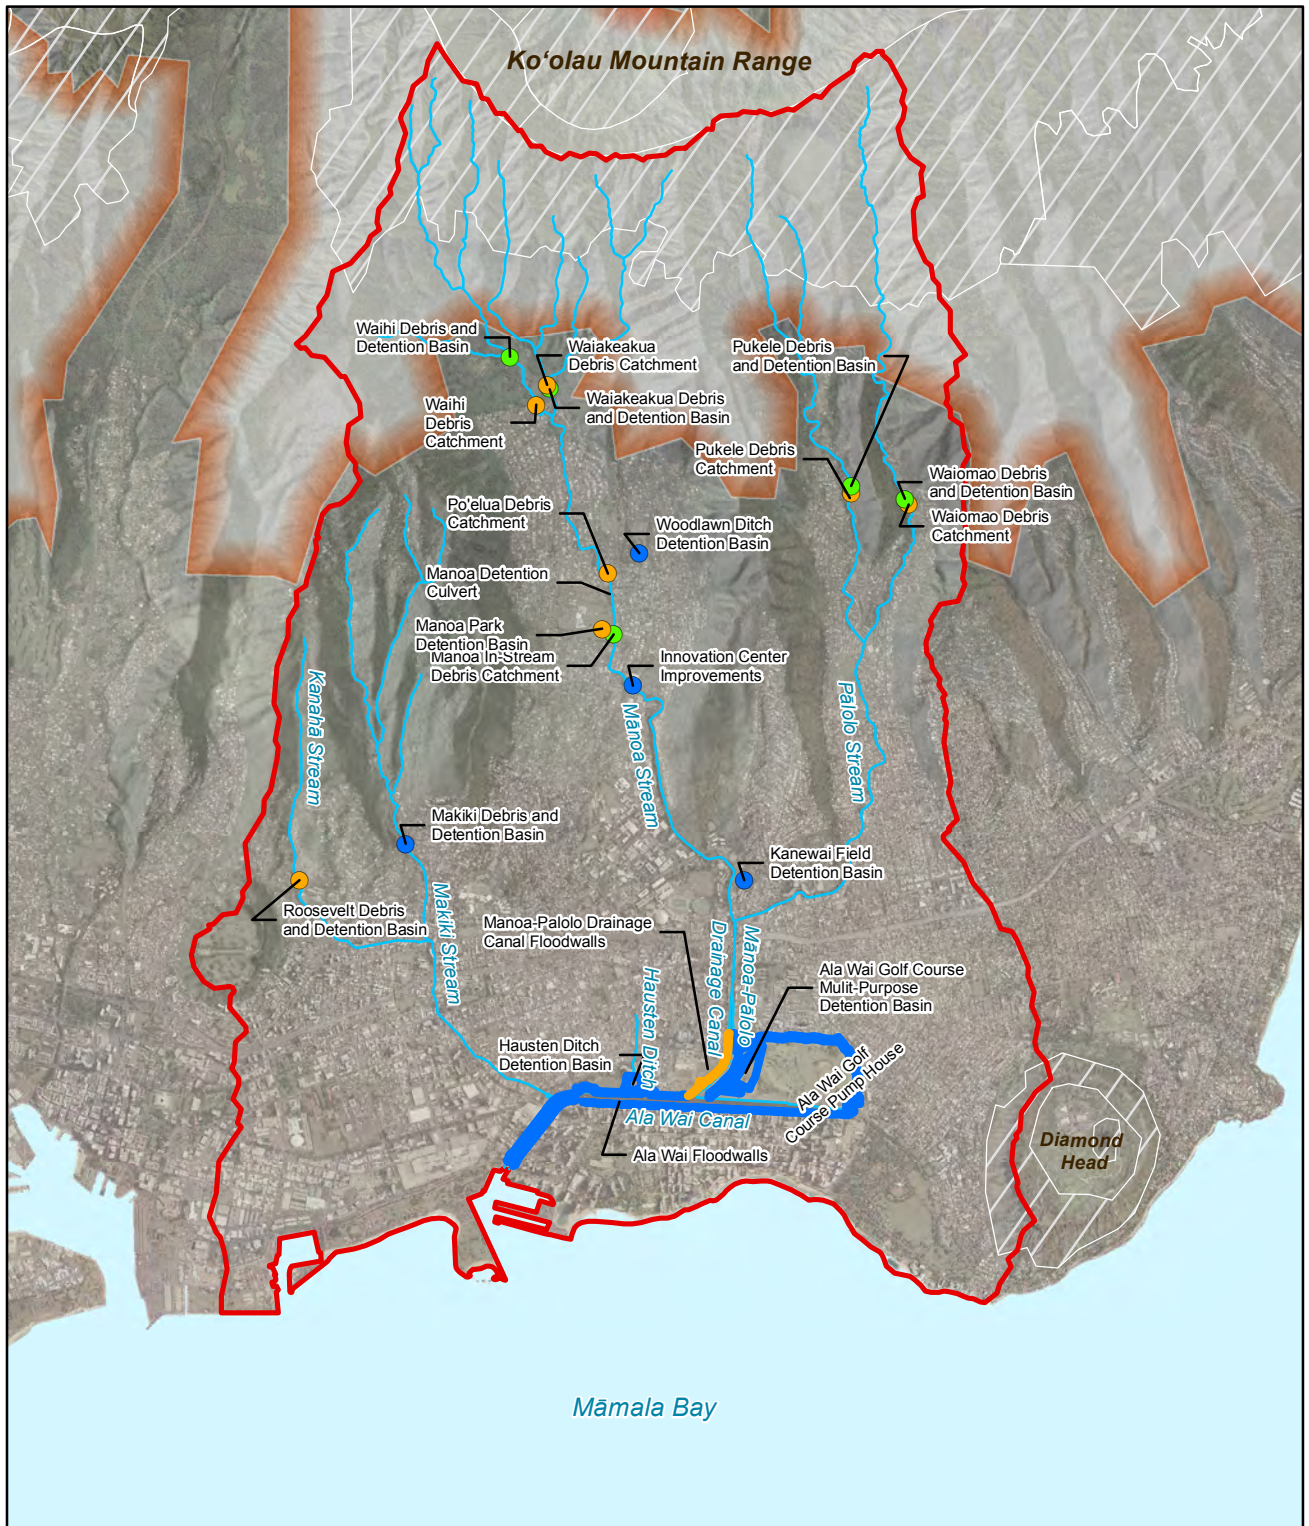 Ko‘olau Mountain Range
Waihi Debris and
Detention Basin
Waiakeakua
Debris Catchment
Pukele Debris
and Detention Basin
Waihi
Debris
Catchment
Waiakeakua Debris
and Detention Basin
Pukele Debris
Catchment
Waiomao Debris
and Detention Basin
Waiomao Debris
Catchment
Po'elua Debris
Catchment
Woodlawn Ditch
Detention Basin
Manoa Detention
Culvert
Manoa Park
Detention Basin
Manoa In-Stream
Debris Catchment
Innovation Center
Improvements
Kanahā Stream
Mānoa Stream
Pālolo Stream
Makiki Debris and
Detention Basin
Kanewai Field
Detention Basin
Roosevelt Debris
and Detention Basin
Makiki Stream
Manoa-Palolo Drainage
Canal Floodwalls
Mānoa-Palolo
Drainage Canal
Hausten Ditch
Ala Wai Golf Course
Mulit-Purpose
Detention Basin
Hausten Ditch
Detention Basin
Ala Wai Golf
Course Pump House
Ala Wai Canal
Ala Wai Floodwalls
Diamond
Head
Māmala Bay